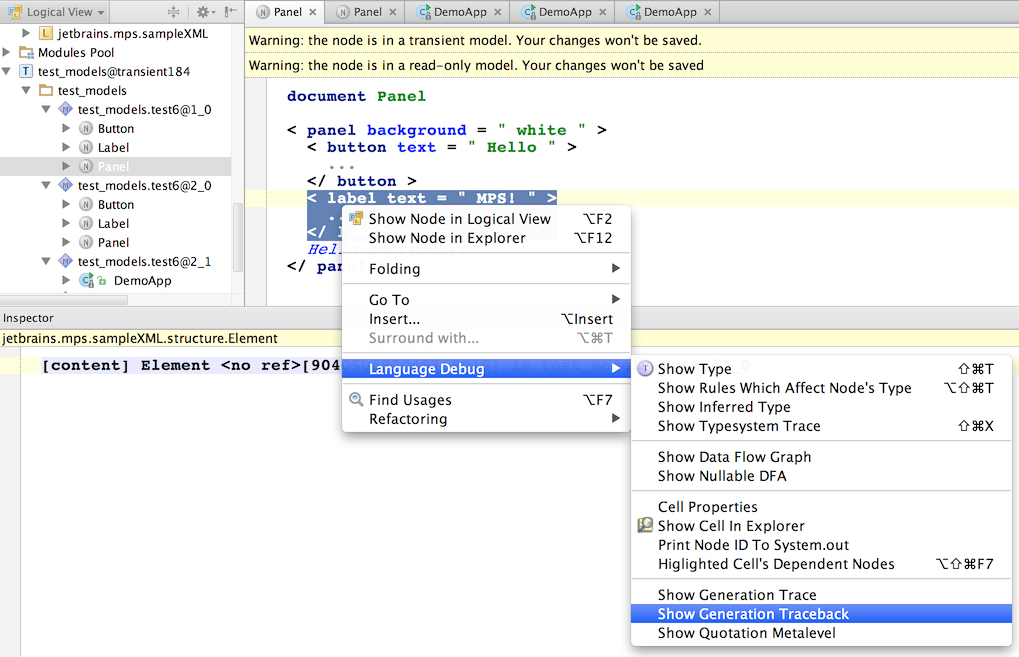 Logical View
jetbrains.mps.sampleXML
Modules Pool
test_models@transient184
test_models
test_models.test6@1_0
Button
Label
Panel
test_models.test6@2_0
Button
Label
Panel
test_models.test6@2_1
DemoApp
Panel
Panel
DemoApp
DemoApp
DemoApp
Warning: the node is in a transient model. Your changes won't be saved.
Warning: the node is in a read-only model. Your changes won't be saved
document Panel
< panel background = " white " >
< button text = " Hello " >
...
</ button >
< label text = " MPS! " >
</
</
Show Node in Logical View ⌥F2
Show Node in Explorer ⌥F12
Folding
Go To
Insert... ⌥Insert
Surround with... ⌥⌘T
Language Debug
Find Usages ⌥F7
Refactoring
Inspector
jetbrains.mps.sampleXML.structure.Element
[content] Element <no ref>[904
Show Type ⇧⌘T
Show Rules Which Affect Node's Type ⌥⇧⌘T
Show Inferred Type
Show Typesystem Trace ⇧⌘X
Show Data Flow Graph
Show Nullable DFA
Cell Properties
Show Cell In Explorer
Print Node ID To System.out
Higlighted Cell's Dependent Nodes ⌥⇧⌘F7
Show Generation Trace
Show Generation Traceback
Show Quotation Metalevel